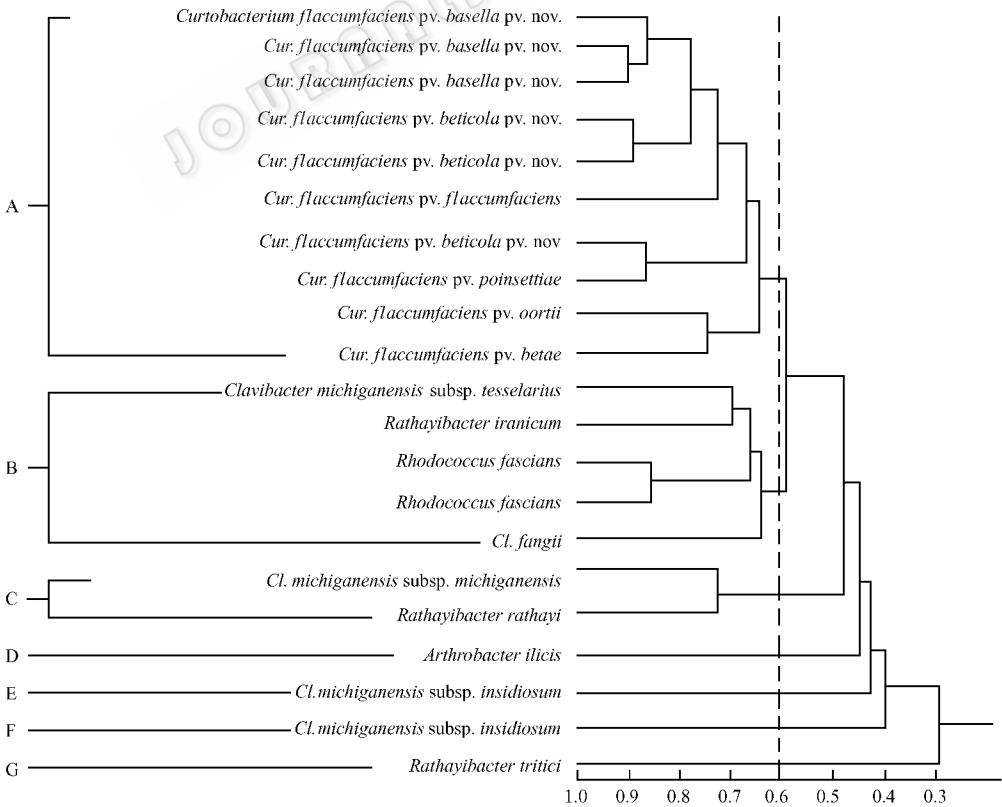 JOURNA
Curtobacterium flaccumfaciens pv. basella pv. nov.
Cur. flaccumfaciens pv. basella pv. nov.
Cur. flaccumfaciens pv. basella pv. nov.
Cur. flaccumfaciens pv. beticola pv. nov.
Cur. flaccumfaciens pv. beticola pv. nov.
A
Cur. flaccumfaciens pv. flaccumfaciens
Cur. flaccumfaciens pv. beticola pv. nov
Cur. flaccumfaciens pv. poinsettiae
Cur. flaccumfaciens pv. oortii
Cur. flaccumfaciens pv. betae
Clavibacter michiganensis subsp. tesselarius
Rathayibacter iranicum
B
Rhodococcus fascians
Rhodococcus fascians
Cl. fangii
C
Cl. michiganensis subsp. michiganensis
Rathayibacter rathayi
D Arthrobacter ilicis
E Cl.michiganensis subsp. insidiosum
F Cl.michiganensis subsp. insidiosum
G Rathayibacter tritici
1.0 0.9 0.8 0.7 0.6 0.5 0.4 0.3